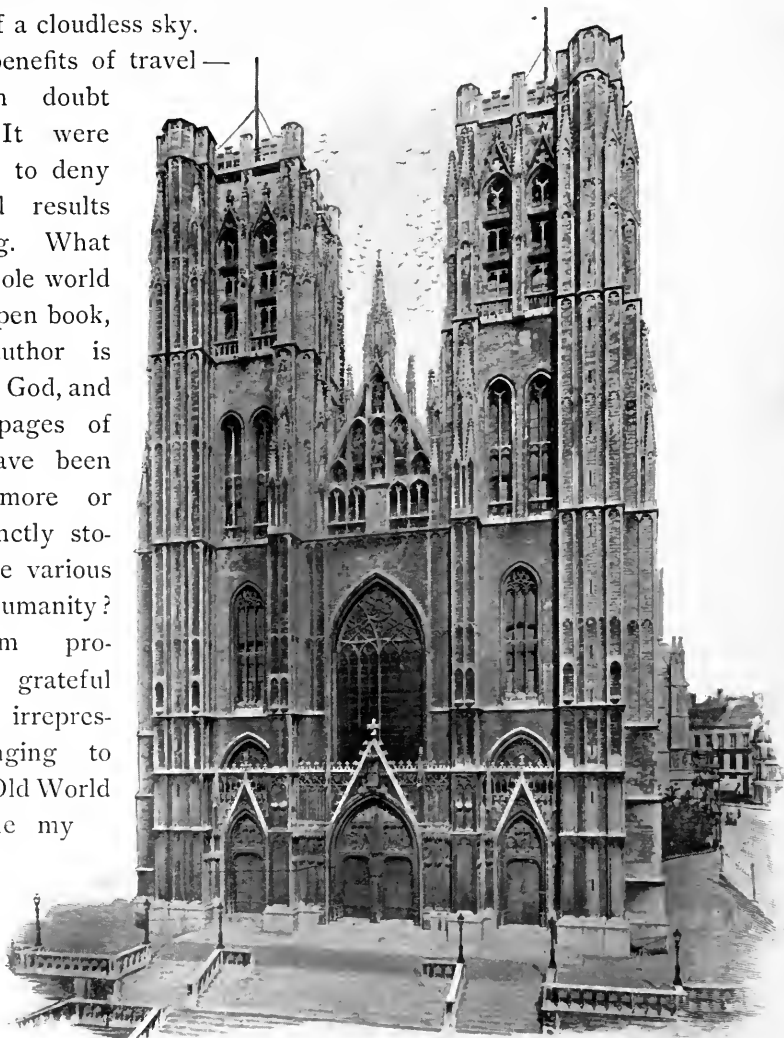 f a cloudless sky.
enefits of travel —
n doubt
It were
to deny
l results
g. What
ole world
pen book,
uthor is
God, and
pages of
ave been
more or
nctly sto-
e various
umanity?
m pro-
grateful
irrepres-
nging to
Old World
e my